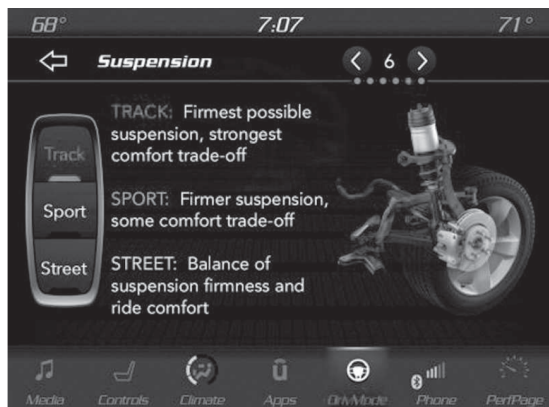 68° 7:07 71°
Suspension 6
TRACK: Firmest possible
suspension, strongest
comfort trade-off
Track
SPORT: Firmer suspension,
some comfort trade-off
Sport
STREET: Balance of
suspension firmness and
ride comfort
Street
Media Controls Climate Apps DrivMode Phone PerfPage